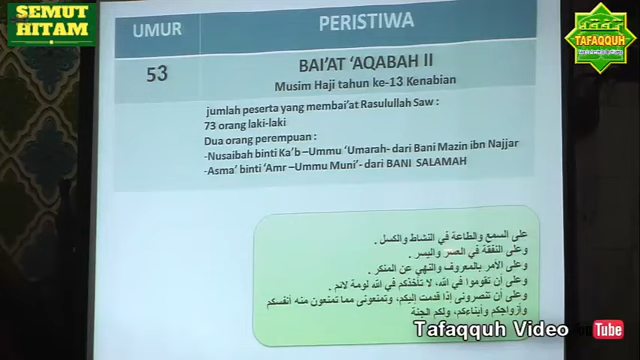 SEMUT
HITAM
UMUR
PERISTIWA
TAFAQQUH
53
BAI'AT 'AQABAH II
Musim Haji tahun ke-13 Kenabian
jumlah peserta yang membai'at Rasulullah Saw :
73 orang laki-laki
Dua orang perempuan :
-Nusaibah binti Ka'b –Ummu 'Umarah- dari Bani Mazin ibn Najjar
-Asma' binti 'Amr –Ummu Muni'- dari BANI SALAMAH
على السمع والطاعة في النشاط والكسل .
وعلى النفقة في العسر واليسر .
وعلى الأمر بالمعروف والنهي عن المنكر .
وعلى أن تقوموا في الله، لا تأخذكم في الله لومة لائم .
وعلى أن تنصرونى إذا قدمت إليكم، وتمنعونى مما تمنعون منه أنفسكم
وأزواجكم وأبناءكم، ولكم الجنة
Tafaqquh Video YouTube